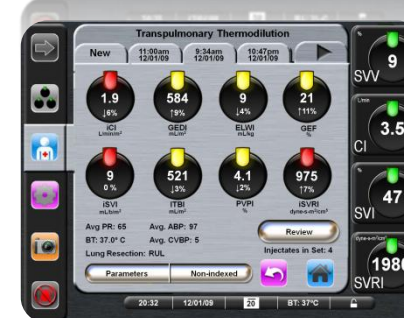 Transpulmonary Thermodilution
New 11:00am 12/01/09 9:34am 12/01/09 10:47pm 12/01/09
1.9 ↓6% 584 ↑9% 9 ↓4% 21 ↑11%
iCI L/min/m² GEDI mL/m² ELWI mL/kg GEF %
9 0 % 521 ↓3% 4.1 ↓2% 975 ↑7%
iSVI mL/b/m² ITBI mL/m² PVPI % iSVRI dyne-s-m²/cm⁵
Avg PR: 65 Avg. ABP: 97
BT: 37.0° C Avg. CVBP: 5
Review
Lung Resection: RUL
Injectates in Set: 4
Parameters Non-indexed
20:32 12/01/09 20 BT: 37°C
%
9
SVV
L/min
3.5
CI
47
SVI
dyne-s-m²/cm⁵
1980
SVRI